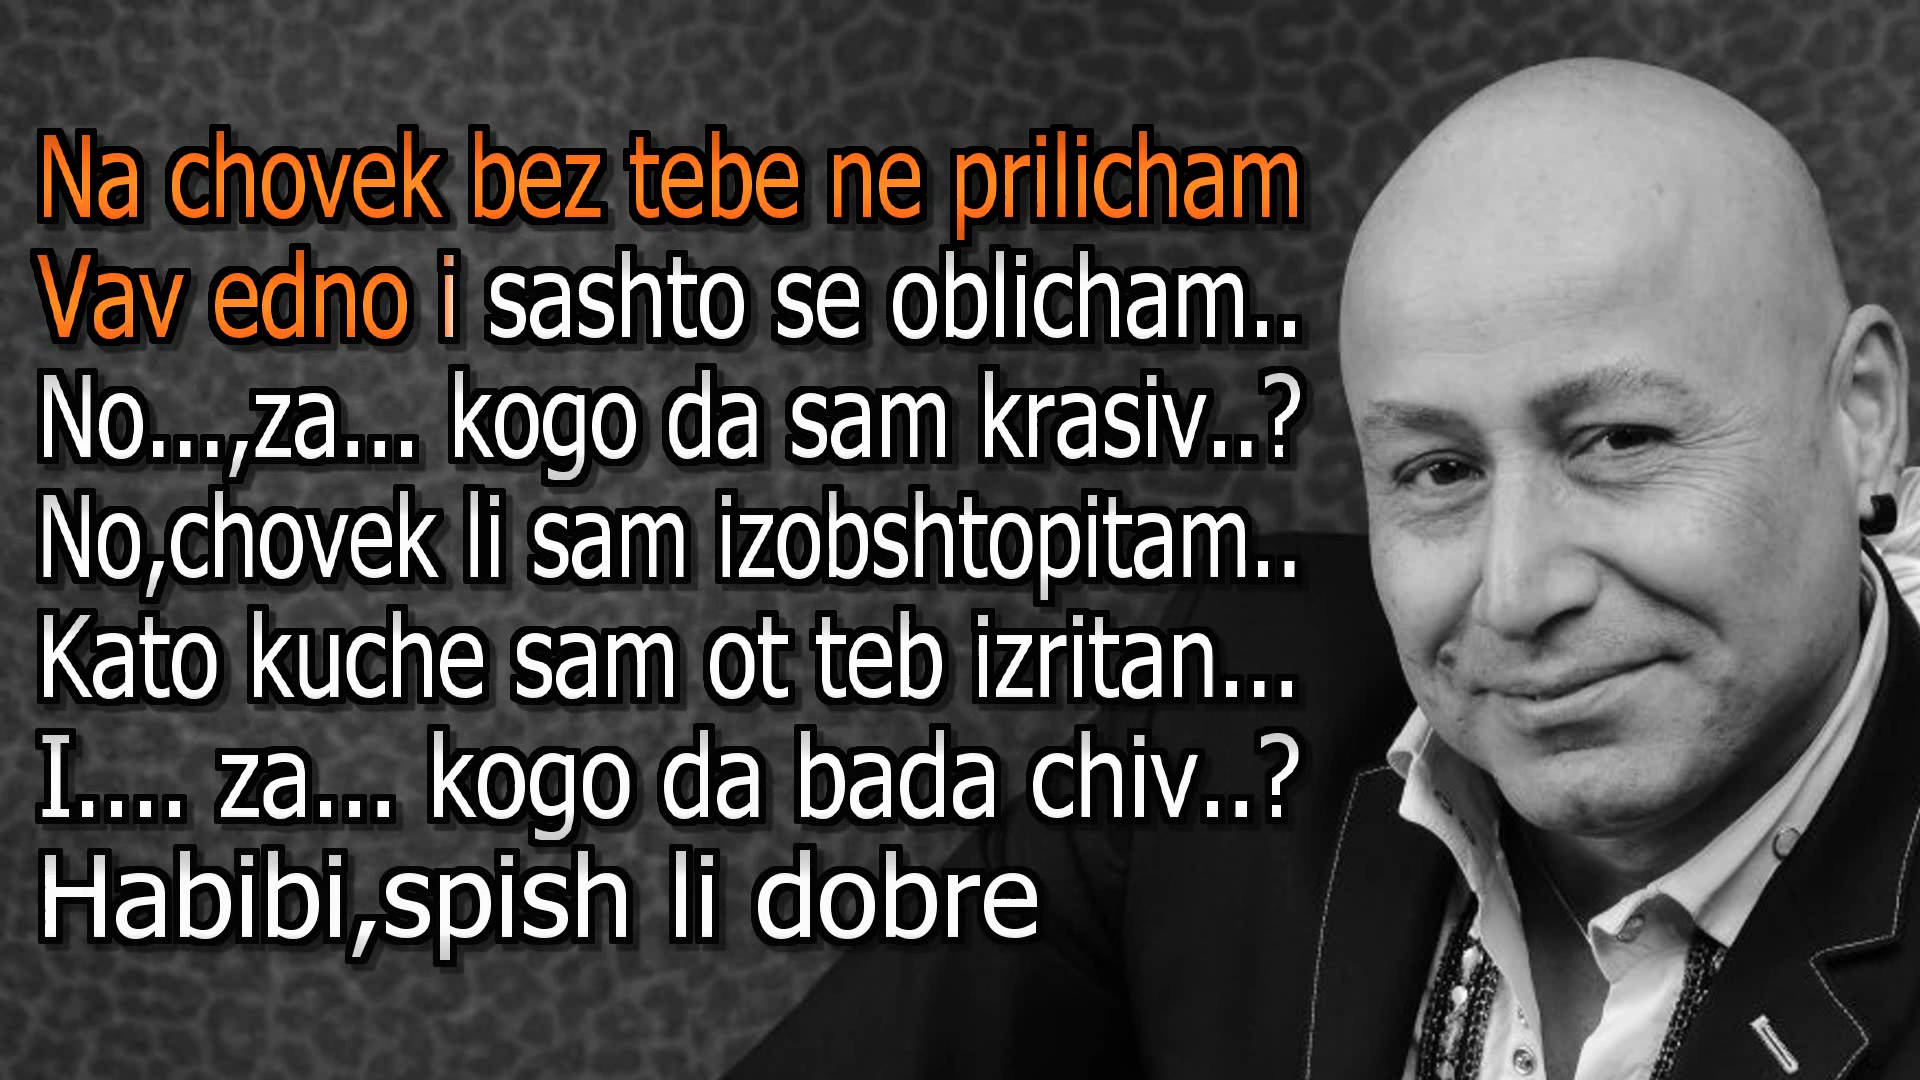 Na chovek bez tebe ne prilicham
Vav edno i sashto se oblicham..
No...,za... kogo da sam krasiv..?
No,chovek li sam izobshtopitam..
Kato kuche sam ot teb izritan...
I.... za... kogo da bada chiv..?
Habibi,spish li dobre